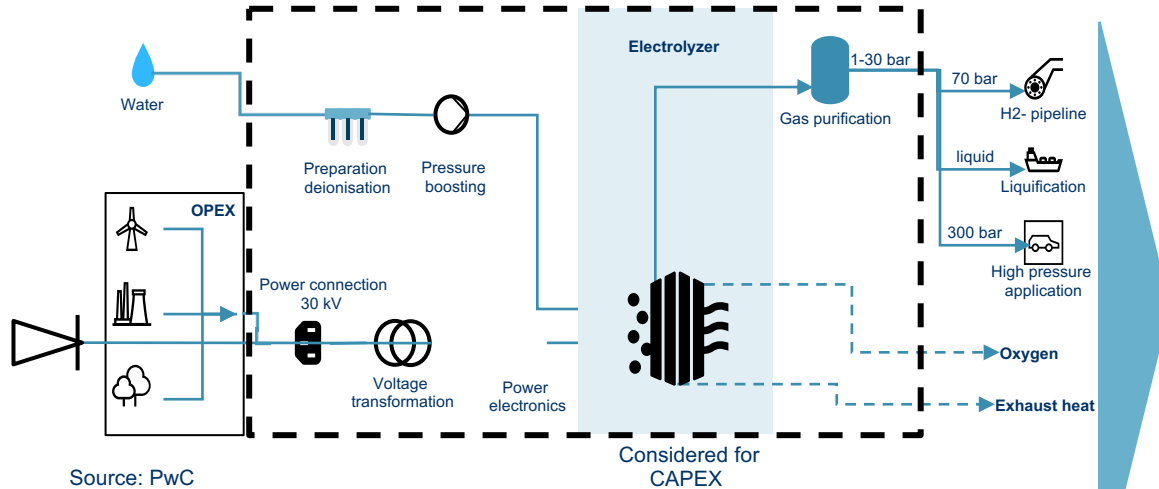 Electrolyzer
1-30 bar
70 bar
Water
Gas purification
H2- pipeline
Preparation
deionisation
Pressure
boosting
liquid
Liquification
OPEX
300 bar
High pressure
application
Power connection
30 kV
Voltage
transformation
Power
electronics
Oxygen
Exhaust heat
Source: PwC
Considered for
CAPEX